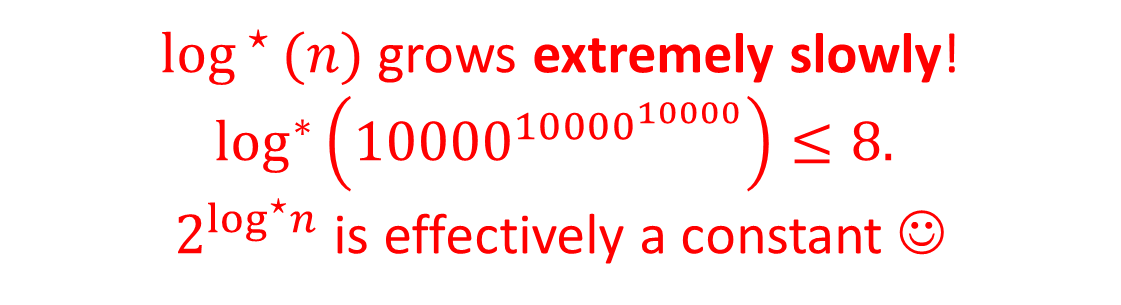 log ⋆ (n) grows extremely slowly!
log* (10000^10000^10000) ≤ 8.
2^log⋆n is effectively a constant ☺